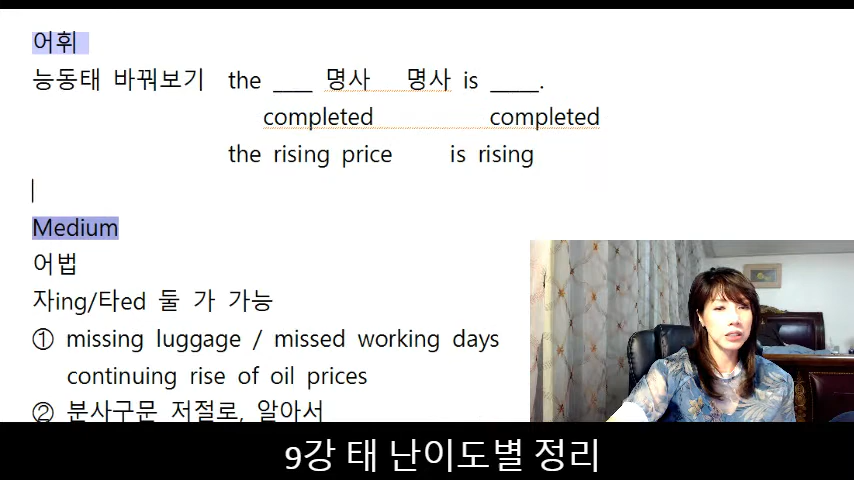 어휘
능동태 바꿔보기 the ____ 명사 명사 is _____.
completed completed
the rising price is rising
Medium
어법
자ing/타ed 둘 가 가능
① missing luggage / missed working days
continuing rise of oil prices
② 분사구문 저절로, 알아서
9강 태 난이도별 정리